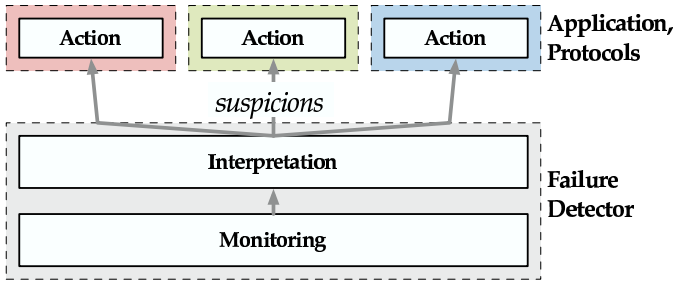 Action
Action
Action
Application,
Protocols
suspicions
Interpretation
Failure
Detector
Monitoring